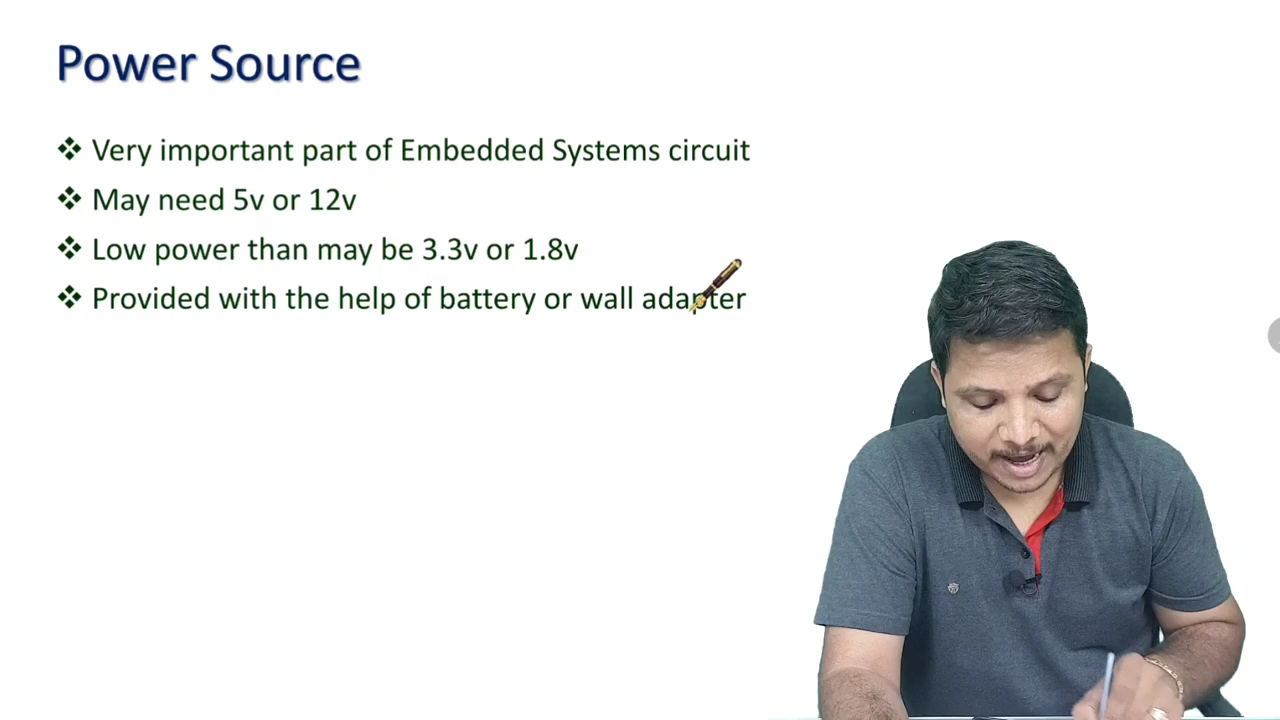 Power Source
Very important part of Embedded Systems circuit
May need 5v or 12v
Low power than may be 3.3v or 1.8v
Provided with the help of battery or wall adapter